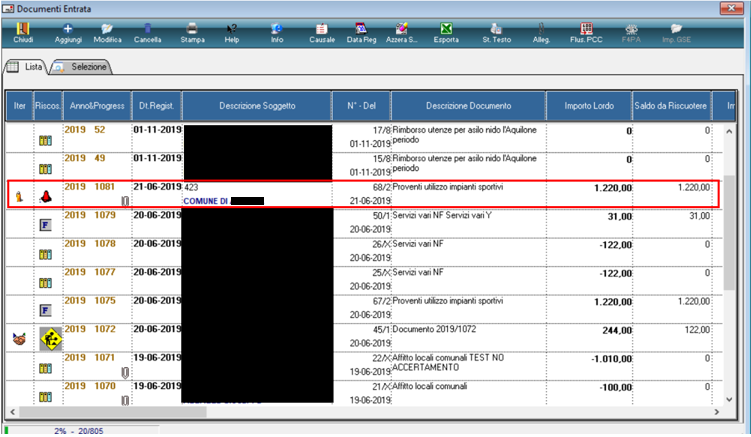 Documenti Entrata
Chiudi Aggiungi Modifica Cancella Stampa Help Info Causale Data Reg Azzera S... Esporta St. Testo Alleg. Flus. PCC F4PA Imp. GSE
Lista Selezione
Iter Riscos. Anno&Progress Dt.Regist. Descrizione Soggetto N° - Del Descrizione Documento Importo Lordo Saldo da Riscuotere Im
2019 52 01-11-2019 17/8 Rimborso utenze per asilo nido l'Aquilone 0 0
01-11-2019 periodo
2019 49 01-11-2019 15/8 Rimborso utenze per asilo nido l'Aquilone 0 0
01-11-2019 periodo
2019 1081 21-06-2019 423 68/2 Proventi utilizzo impianti sportivi 1.220,00 1.220,00
COMUNE DI 21-06-2019
F 2019 1079 20-06-2019 50/1 Servizi vari NF Servizi vari Y 31,00 31,00
20-06-2019
2019 1078 20-06-2019 26/X Servizi vari NF -122,00 0
20-06-2019
2019 1077 20-06-2019 25/X Servizi vari NF -122,00 0
20-06-2019
F 2019 1075 20-06-2019 67/2 Proventi utilizzo impianti sportivi 1.220,00 1.220,00
20-06-2019
2019 1072 20-06-2019 45/1 Documento 2019/1072 244,00 122,00
20-06-2019
2019 1071 19-06-2019 22/X Affitto locali comunali TEST NO -1.010,00 0
19-06-2019 ACCERTAMENTO
2019 1070 19-06-2019 21/X Affitto locali comunali -100,00 0
19-06-2019
2% - 20/805